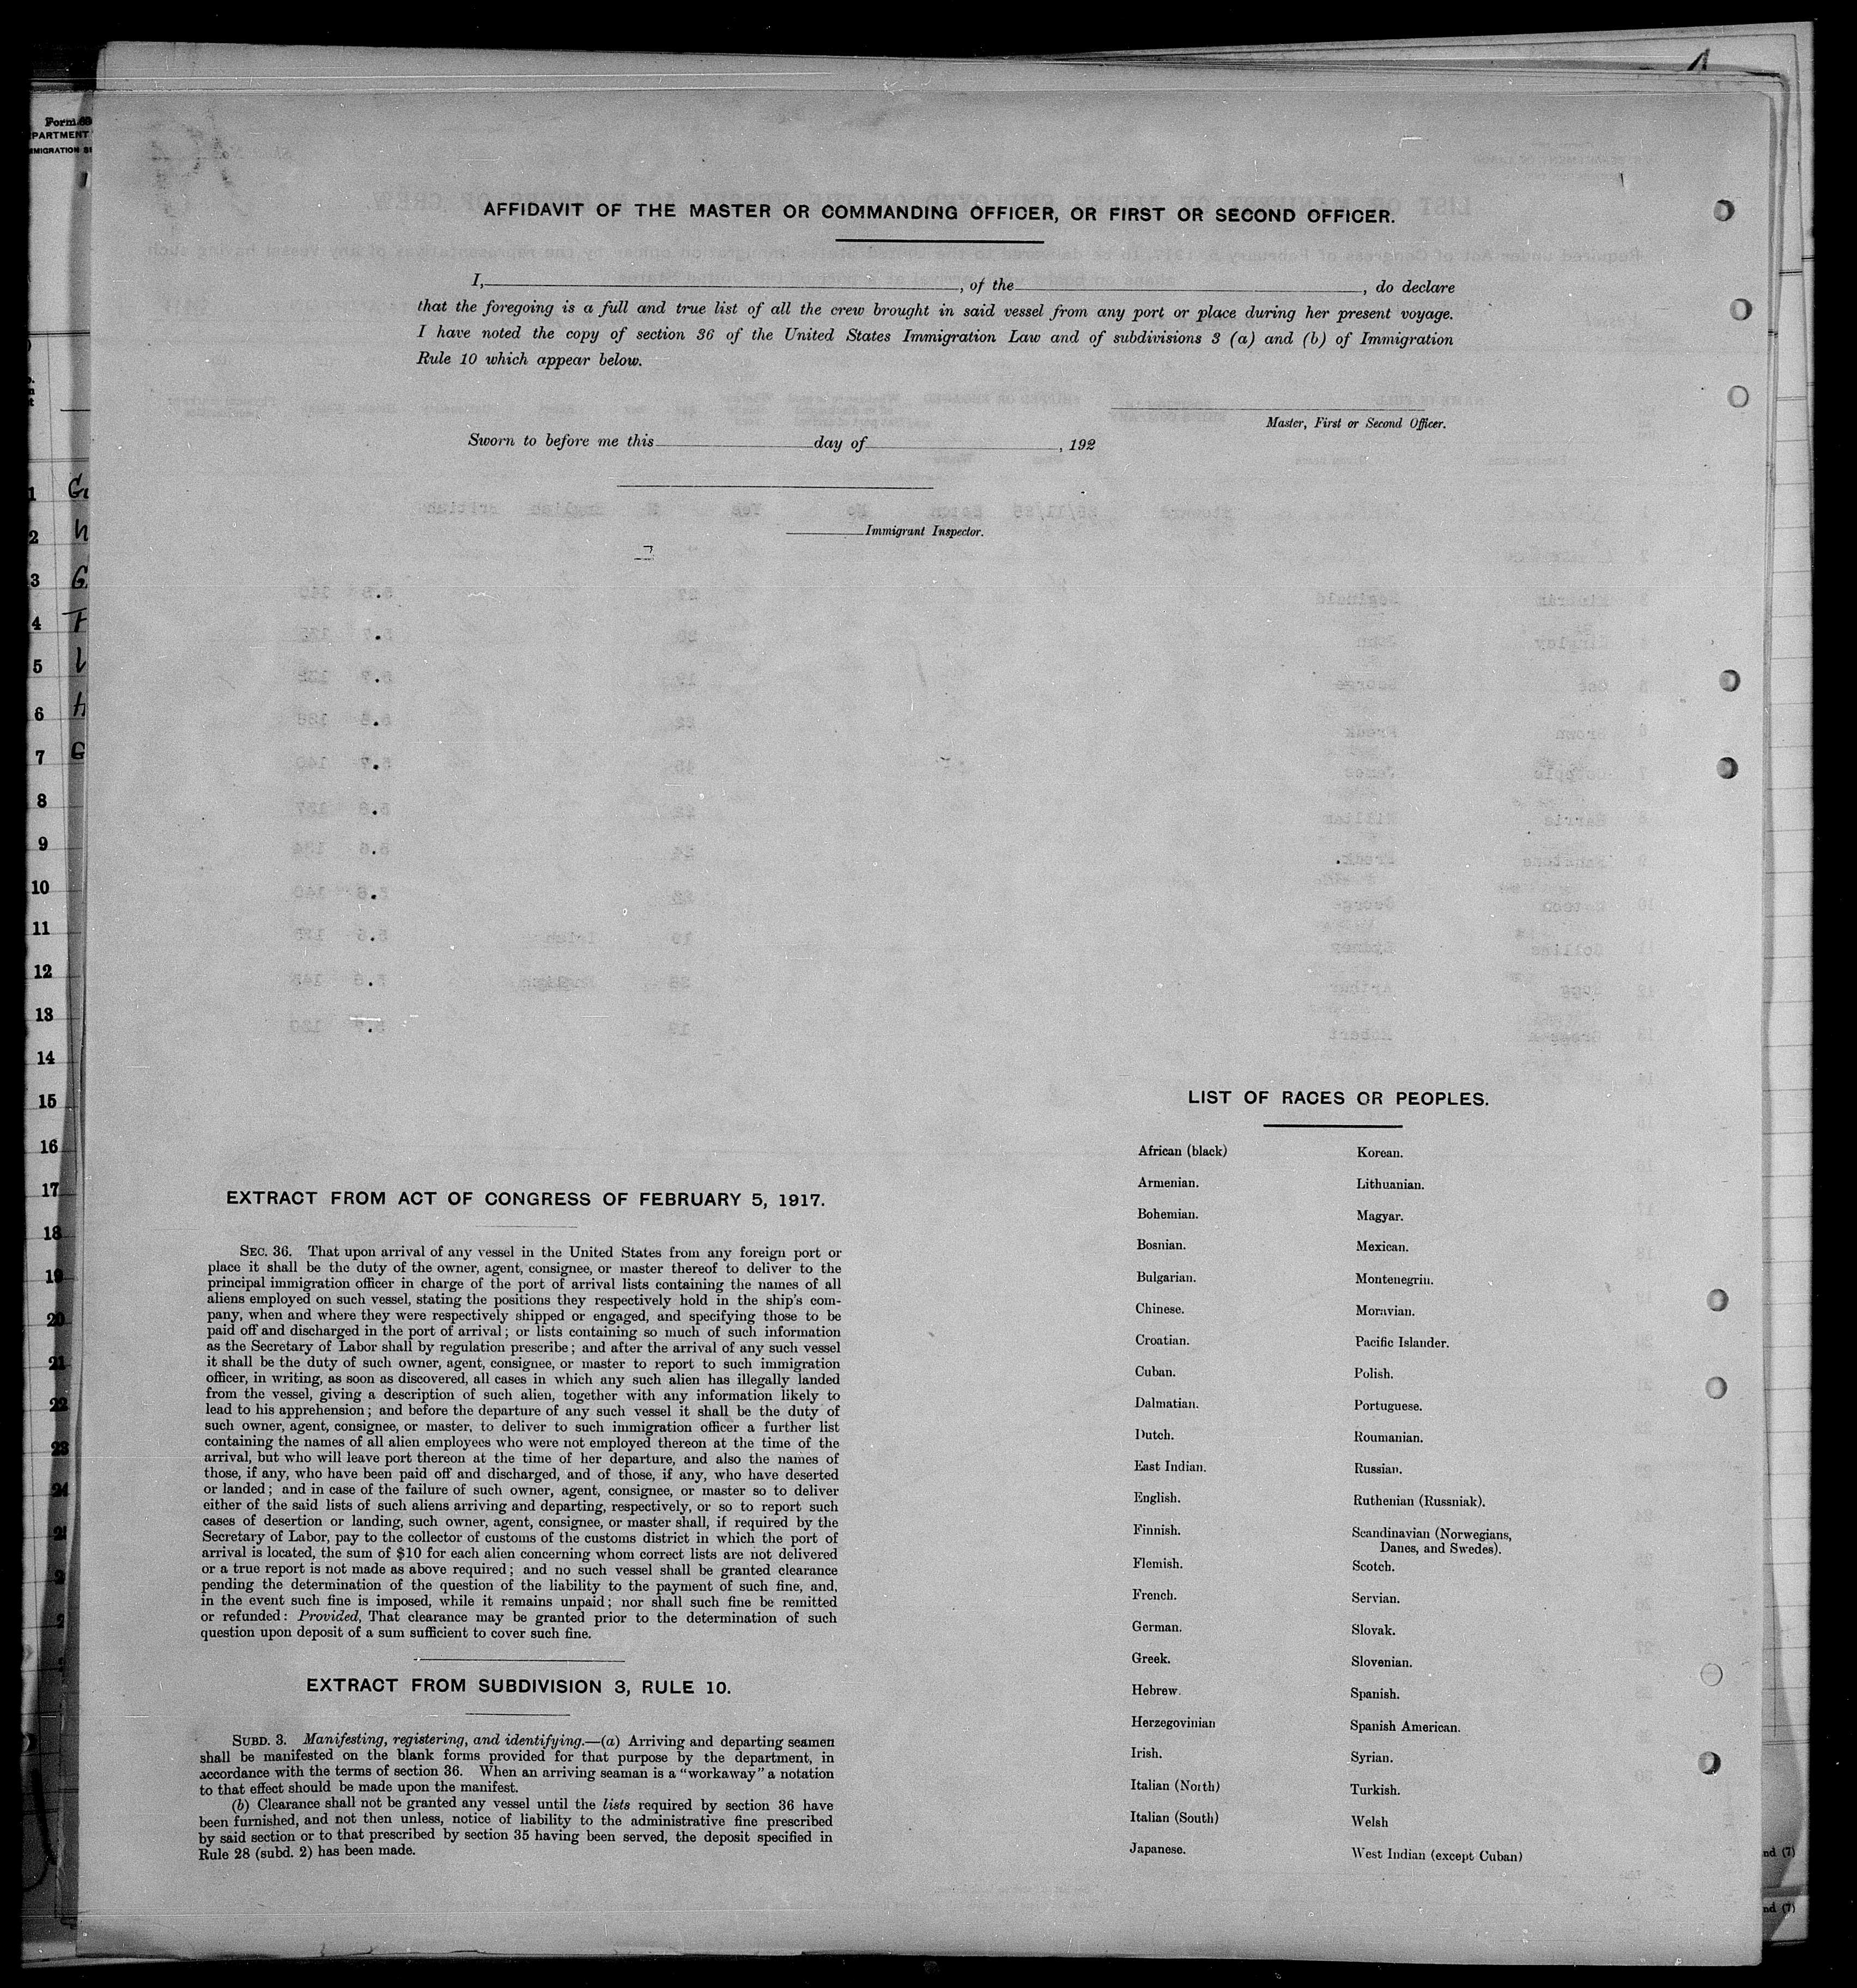 AFFIDAVIT OF THE MASTER OR COMMANDING OFFICER, OR FIRST OR SECOND OFFICER.
I, , of the , do declare
that the foregoing is a full and true list of all the crew brought in said vessel from any port or place during her present voyage.
I have noted the copy of section 36 of the United States Immigration Law and of subdivisions 3 (a) and (b) of Immigration
Rule 10 which appear below.
Master, First or Second Officer.
Sworn to before me this day of , 192
Immigrant Inspector.
EXTRACT FROM ACT OF CONGRESS OF FEBRUARY 5, 1917.
SEC. 36. That upon arrival of any vessel in the United States from any foreign port or
place it shall be the duty of the owner, agent, consignee, or master thereof to deliver to the
principal immigration officer in charge of the port of arrival lists containing the names of all
aliens employed on such vessel, stating the positions they respectively hold in the ship's com-
pany, when and where they were respectively shipped or engaged, and specifying those to be
paid off and discharged in the port of arrival; or lists containing so much of such information
as the Secretary of Labor shall by regulation prescribe; and after the arrival of any such vessel
it shall be the duty of such owner, agent, consignee, or master to report to such immigration
officer, in writing, as soon as discovered, all cases in which any such alien has illegally landed
from the vessel, giving a description of such alien, together with any information likely to
lead to his apprehension; and before the departure of any such vessel it shall be the duty of
such owner, agent, consignee, or master, to deliver to such immigration officer a further list
containing the names of all alien employees who were not employed thereon at the time of the
arrival, but who will leave port thereon at the time of her departure, and also the names of
those, if any, who have been paid off and discharged, and of those, if any, who have deserted
or landed; and in case of the failure of such owner, agent, consignee, or master so to deliver
either of the said lists of such aliens arriving and departing, respectively, or so to report such
cases of desertion or landing, such owner, agent, consignee, or master shall, if required by the
Secretary of Labor, pay to the collector of customs of the customs district in which the port of
arrival is located, the sum of $10 for each alien concerning whom correct lists are not delivered
or a true report is not made as above required; and no such vessel shall be granted clearance
pending the determination of the question of the liability to the payment of such fine, and,
in the event such fine is imposed, while it remains unpaid; nor shall such fine be remitted
or refunded: Provided, That clearance may be granted prior to the determination of such
question upon deposit of a sum sufficient to cover such fine.
EXTRACT FROM SUBDIVISION 3, RULE 10.
SUBD. 3. Manifesting, registering, and identifying.—(a) Arriving and departing seamen
shall be manifested on the blank forms provided for that purpose by the department, in
accordance with the terms of section 36. When an arriving seaman is a "workaway" a notation
to that effect should be made upon the manifest.
(b) Clearance shall not be granted any vessel until the lists required by section 36 have
been furnished, and not then unless, notice of liability to the administrative fine prescribed
by said section or to that prescribed by section 35 having been served, the deposit specified in
Rule 28 (subd. 2) has been made.
LIST OF RACES OR PEOPLES.
African (black)
Armenian.
Bohemian.
Bosnian.
Bulgarian.
Chinese.
Croatian.
Cuban.
Dalmatian.
Dutch.
East Indian.
English.
Finnish.
Flemish.
French.
German.
Greek.
Hebrew.
Herzegovinian
Irish.
Italian (North)
Italian (South)
Japanese.
Korean.
Lithuanian.
Magyar.
Mexican.
Montenegrin.
Moravian.
Pacific Islander.
Polish.
Portuguese.
Roumanian.
Russian.
Ruthenian (Russniak).
Scandinavian (Norwegians,
Danes, and Swedes).
Scotch.
Servian.
Slovak.
Slovenian.
Spanish.
Spanish American.
Syrian.
Turkish.
Welsh
West Indian (except Cuban)